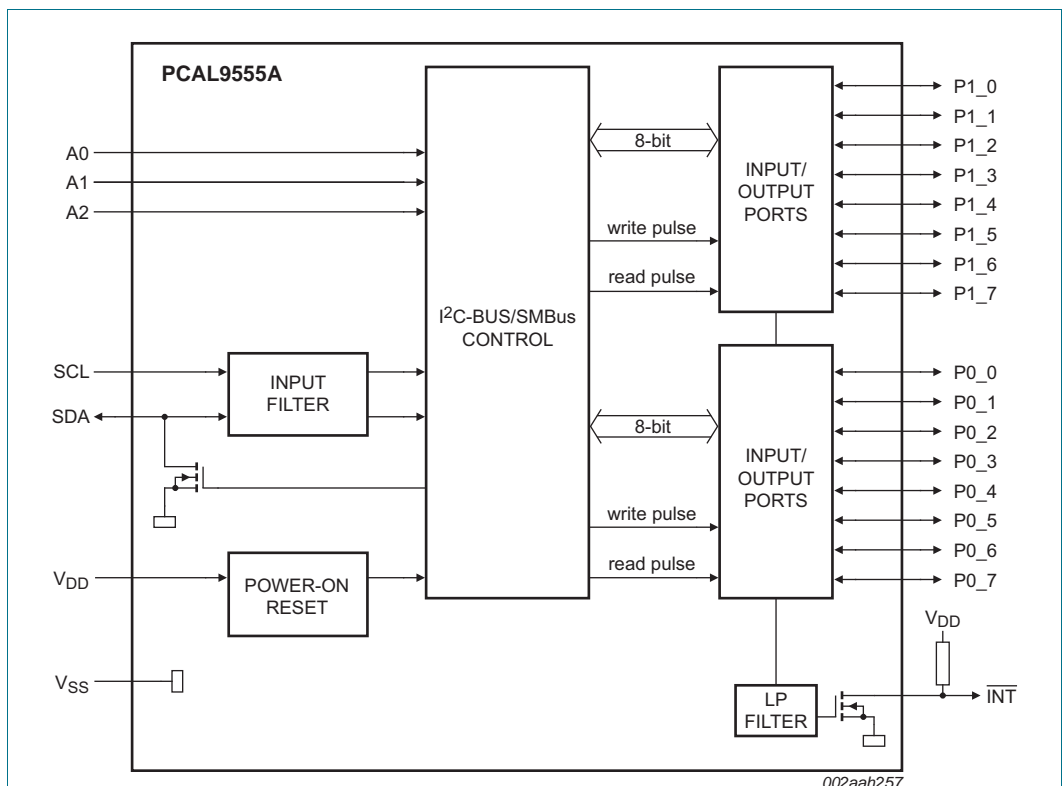 PCAL9555A
A0
A1
A2
SCL
SDA
VDD
VSS
INPUT
FILTER
POWER-ON
RESET
I2C-BUS/SMBus
CONTROL
8-bit
write pulse
read pulse
INPUT/
OUTPUT
PORTS
P1_0
P1_1
P1_2
P1_3
P1_4
P1_5
P1_6
P1_7
8-bit
write pulse
read pulse
INPUT/
OUTPUT
PORTS
P0_0
P0_1
P0_2
P0_3
P0_4
P0_5
P0_6
P0_7
VDD
INT
LP
FILTER
002aah257